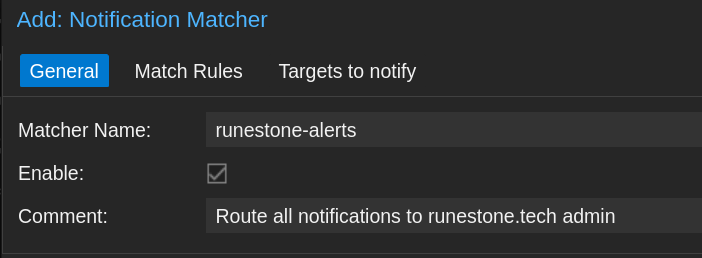 Add: Notification Matcher
General Match Rules Targets to notify
Matcher Name: runestone-alerts
Enable:
Comment: Route all notifications to runestone.tech admin